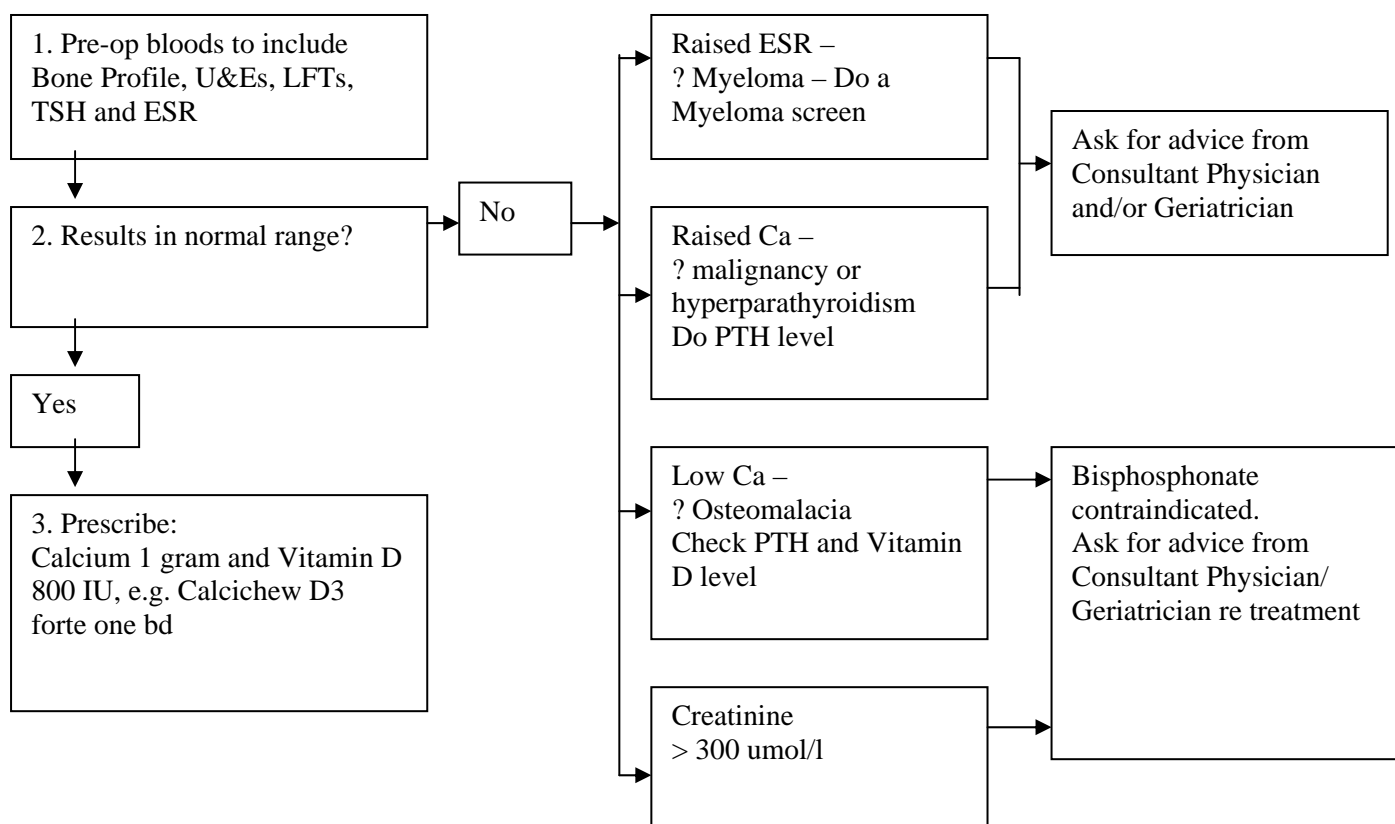 1. Pre-op bloods to include
Bone Profile, U&Es, LFTs,
TSH and ESR
2. Results in normal range?
No
Yes
3. Prescribe:
Calcium 1 gram and Vitamin D
800 IU, e.g. Calcichew D3
forte one bd
Raised ESR –
? Myeloma – Do a
Myeloma screen
Raised Ca –
? malignancy or
hyperparathyroidism
Do PTH level
Ask for advice from
Consultant Physician
and/or Geriatrician
Low Ca –
? Osteomalacia
Check PTH and Vitamin
D level
Creatinine
> 300 umol/l
Bisphosphonate
contraindicated.
Ask for advice from
Consultant Physician/
Geriatrician re treatment